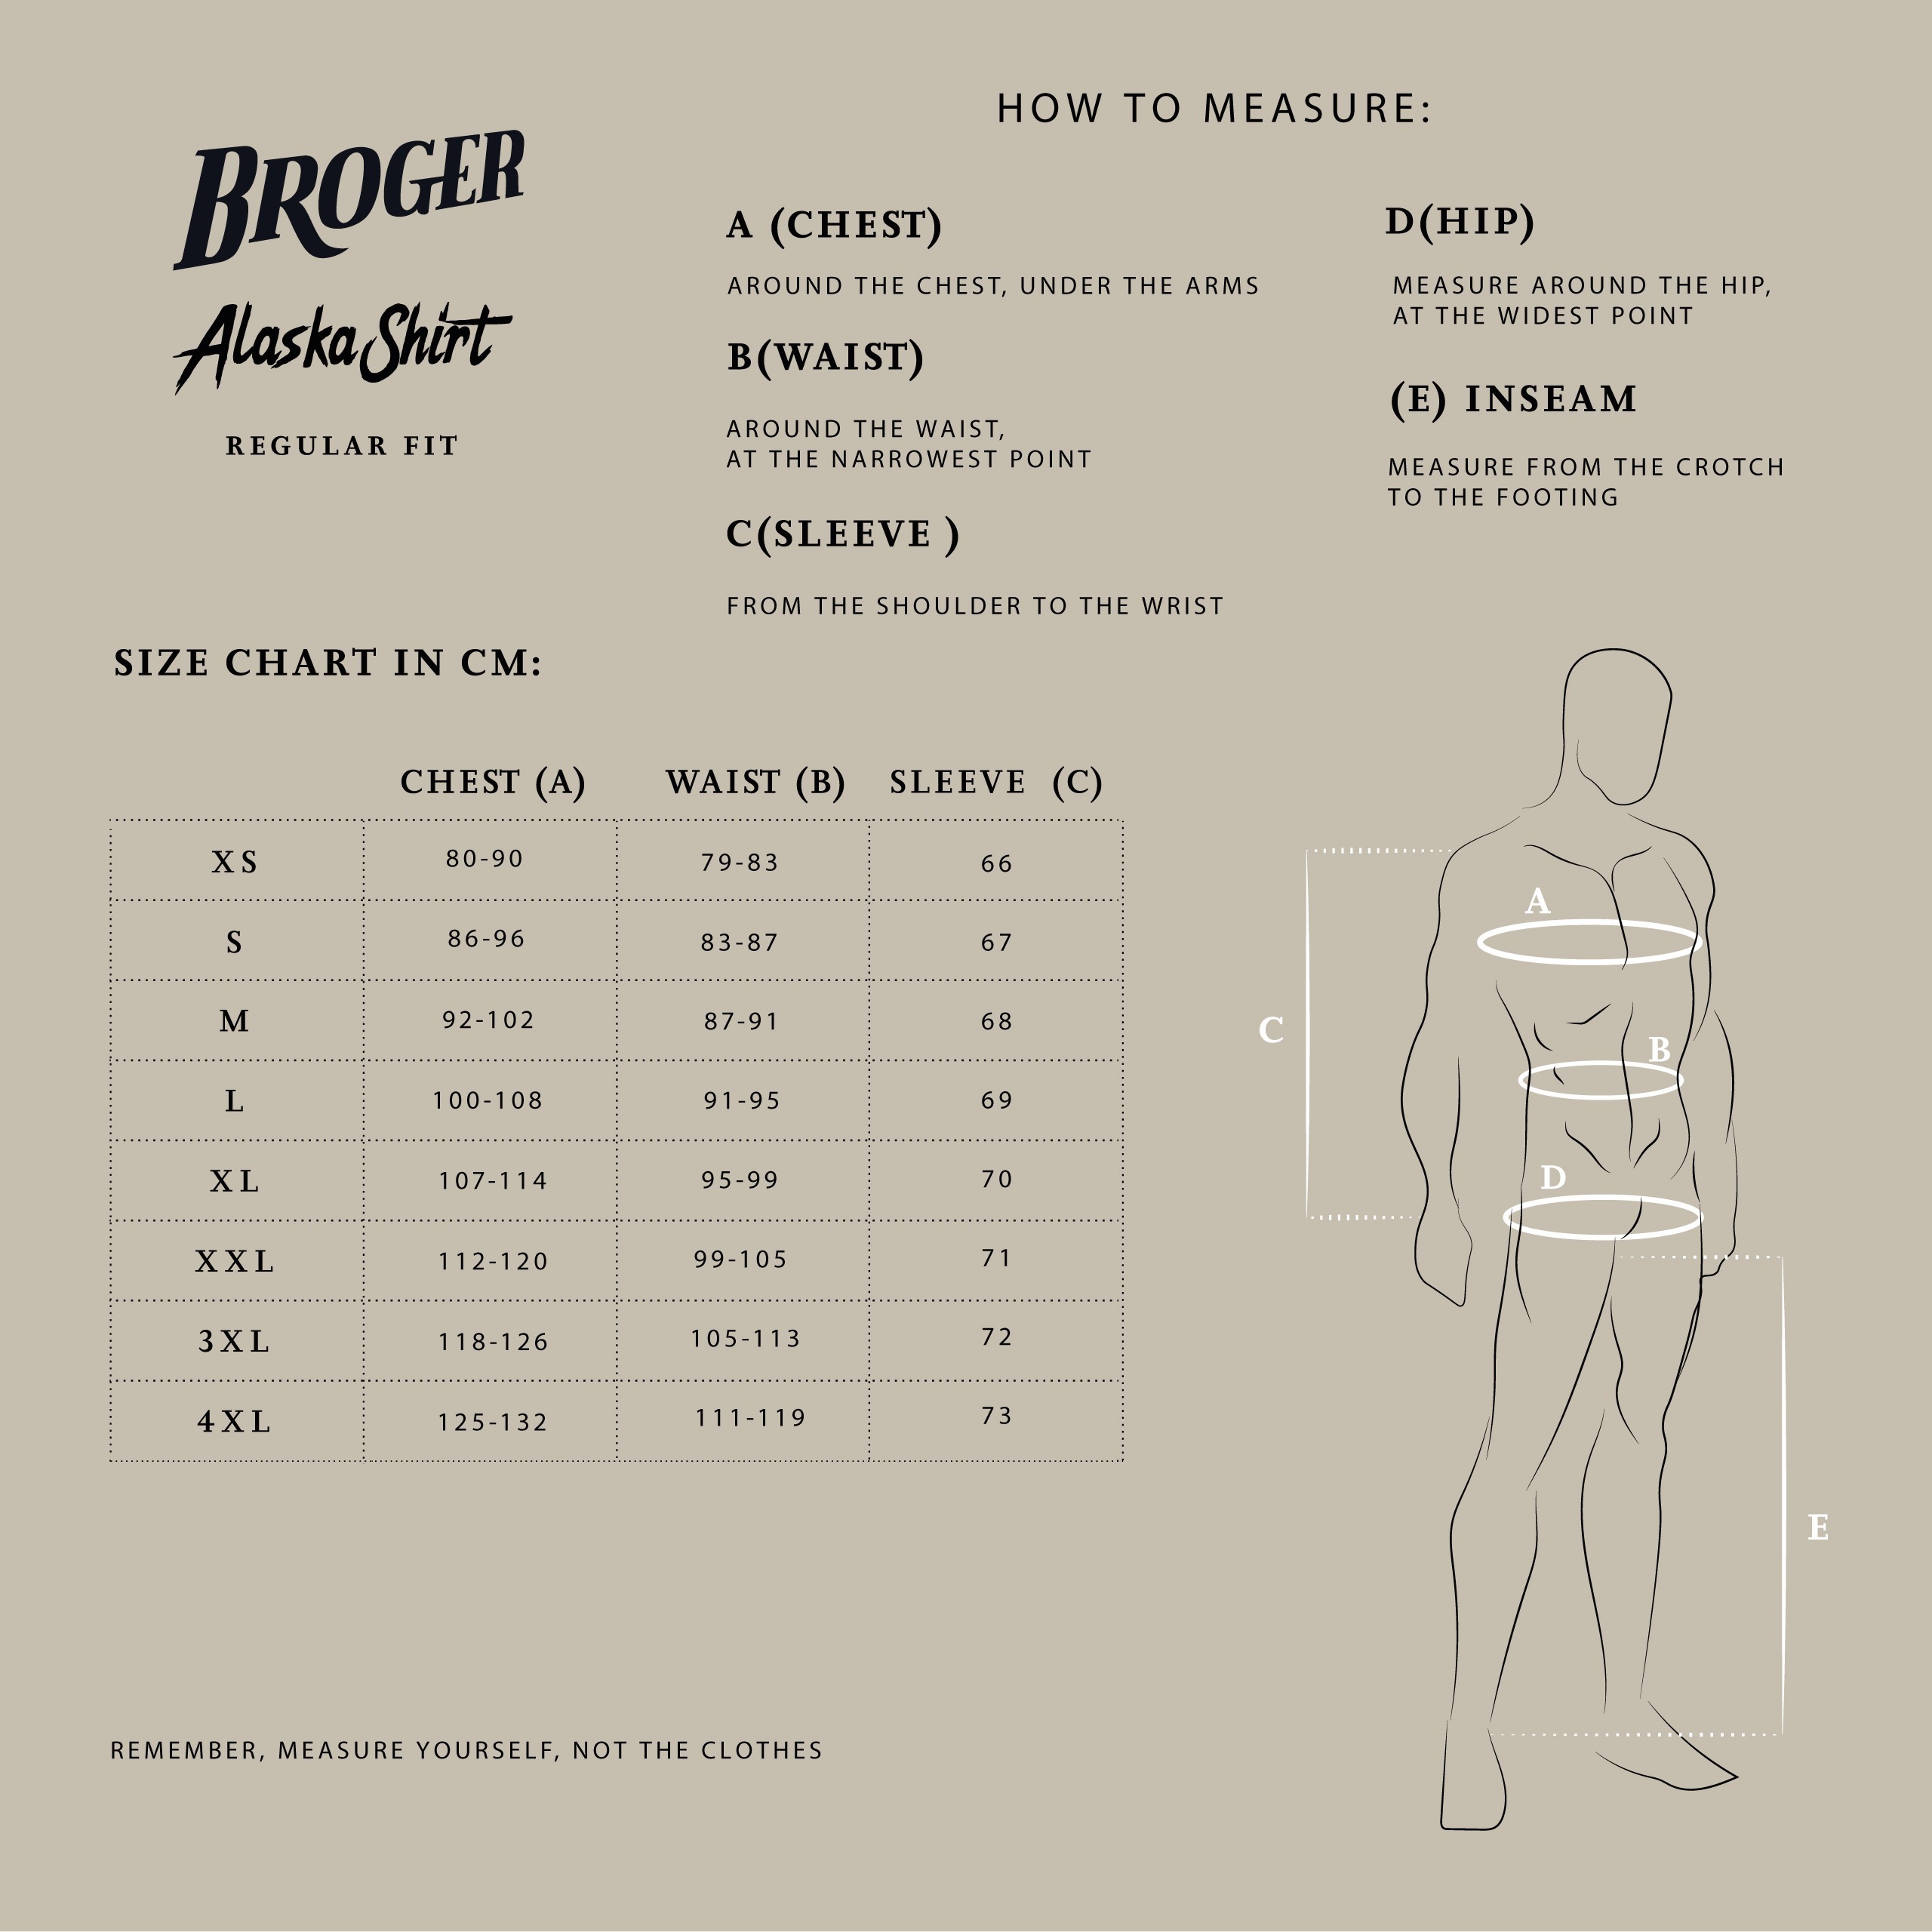 BROGER
Alaska Shirt
REGULAR FIT
HOW TO MEASURE:
A (CHEST)
AROUND THE CHEST, UNDER THE ARMS
B(WAIST)
AROUND THE WAIST,
AT THE NARROWEST POINT
C(SLEEVE )
FROM THE SHOULDER TO THE WRIST
D(HIP)
MEASURE AROUND THE HIP,
AT THE WIDEST POINT
(E) INSEAM
MEASURE FROM THE CROTCH
TO THE FOOTING
SIZE CHART IN CM:
CHEST (A) WAIST (B) SLEEVE (C)
XS 80-90 79-83 66
S 86-96 83-87 67
M 92-102 87-91 68
L 100-108 91-95 69
XL 107-114 95-99 70
XXL 112-120 99-105 71
3XL 118-126 105-113 72
4XL 125-132 111-119 73
A
C
B
D
E
REMEMBER, MEASURE YOURSELF, NOT THE CLOTHES